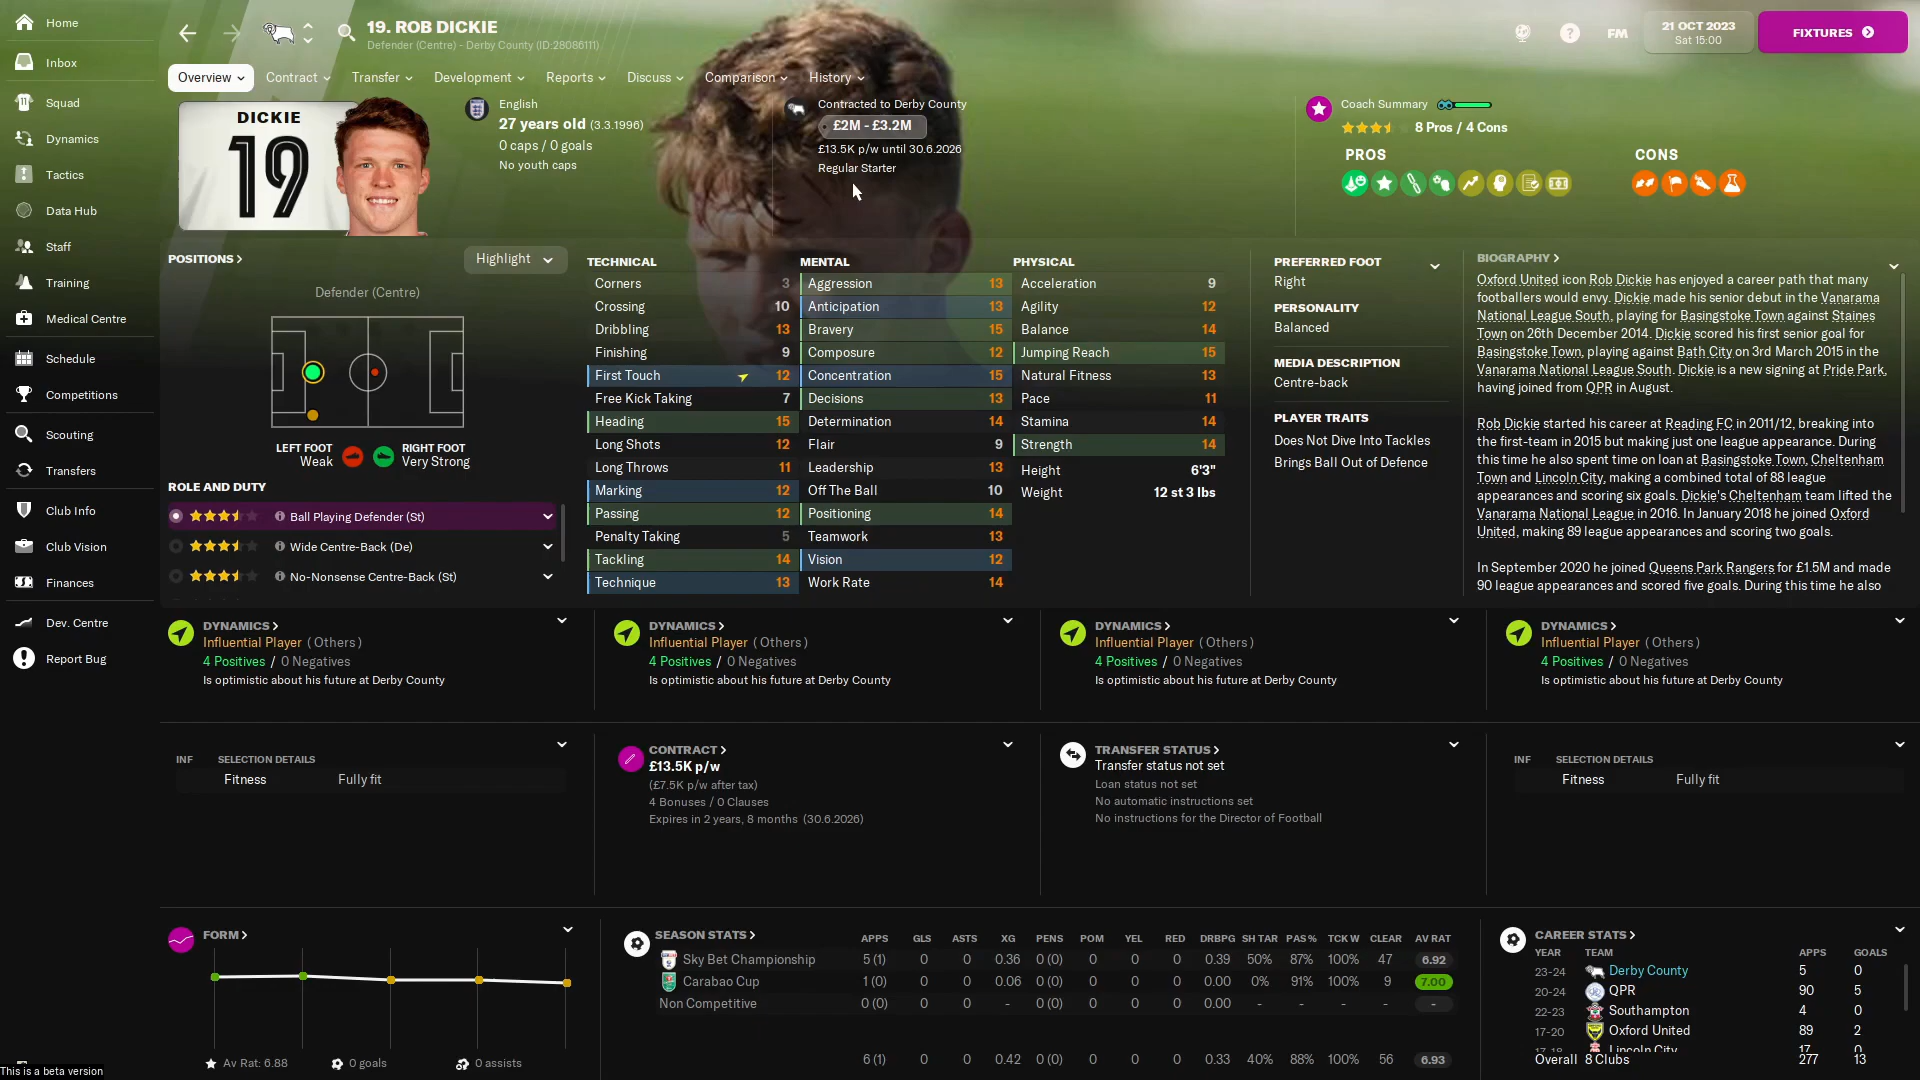 Home
Inbox
Squad
Dynamics
Tactics
Data Hub
Staff
Training
Medical Centre
Schedule
Competitions
Scouting
Transfers
Club Info
Club Vision
Finances
Dev. Centre
Report Bug
This is a beta version
19. ROB DICKIE
Defender (Centre) - Derby County (ID:28086111)
FM
21 OCT 2023
Sat 15:00
FIXTURES
Overview Contract Transfer Development Reports Discuss Comparison History
DICKIE
19
English
27 years old (3.3.1996)
0 caps / 0 goals
No youth caps
Contracted to Derby County
£2M - £3.2M
£13.5K p/w until 30.6.2026
Regular Starter
Coach Summary
8 Pros / 4 Cons
PROS
CONS
POSITIONS
Highlight
Defender (Centre)
LEFT FOOT
Weak
RIGHT FOOT
Very Strong
ROLE AND DUTY
Ball Playing Defender (St)
Wide Centre-Back (De)
No-Nonsense Centre-Back (St)
TECHNICAL
Corners 3
Crossing 10
Dribbling 13
Finishing 9
First Touch 12
Free Kick Taking 7
Heading 15
Long Shots 12
Long Throws 11
Marking 12
Passing 12
Penalty Taking 5
Tackling 14
Technique 13
MENTAL
Aggression 13
Anticipation 13
Bravery 15
Composure 12
Concentration 15
Decisions 13
Determination 14
Flair 9
Leadership 13
Off The Ball 10
Positioning 14
Teamwork 13
Vision 12
Work Rate 14
PHYSICAL
Acceleration 9
Agility 12
Balance 14
Jumping Reach 15
Natural Fitness 13
Pace 11
Stamina 14
Strength 14
Height 6'3"
Weight 12 st 3 lbs
PREFERRED FOOT
Right
PERSONALITY
Balanced
MEDIA DESCRIPTION
Centre-back
PLAYER TRAITS
Does Not Dive Into Tackles
Brings Ball Out of Defence
BIOGRAPHY
Oxford United icon Rob Dickie has enjoyed a career path that many
footballers would envy. Dickie made his senior debut in the Vanarama
National League South, playing for Basingstoke Town against Staines
Town on 26th December 2014. Dickie scored his first senior goal for
Basingstoke Town, playing against Bath City on 3rd March 2015 in the
Vanarama National League South. Dickie is a new signing at Pride Park,
having joined from QPR in August.
Rob Dickie started his career at Reading FC in 2011/12, breaking into
the first-team in 2015 but making just one league appearance. During
this time he also spent time on loan at Basingstoke Town, Cheltenham
Town and Lincoln City, making a combined total of 88 league
appearances and scoring six goals. Dickie's Cheltenham team lifted the
Vanarama National League in 2016. In January 2018 he joined Oxford
United, making 89 league appearances and scoring two goals.
In September 2020 he joined Queens Park Rangers for £1.5M and made
90 league appearances and scored five goals. During this time he also
DYNAMICS
Influential Player (Others)
4 Positives / 0 Negatives
Is optimistic about his future at Derby County
DYNAMICS
Influential Player (Others)
4 Positives / 0 Negatives
Is optimistic about his future at Derby County
DYNAMICS
Influential Player (Others)
4 Positives / 0 Negatives
Is optimistic about his future at Derby County
DYNAMICS
Influential Player (Others)
4 Positives / 0 Negatives
Is optimistic about his future at Derby County
INF SELECTION DETAILS
Fitness Fully fit
CONTRACT
£13.5K p/w
(£7.5K p/w after tax)
4 Bonuses / 0 Clauses
Expires in 2 years, 8 months (30.6.2026)
TRANSFER STATUS
Transfer status not set
Loan status not set
No automatic instructions set
No instructions for the Director of Football
INF SELECTION DETAILS
Fitness Fully fit
FORM
Av Rat: 6.88 0 goals 0 assists
SEASON STATS APPS GLS ASTS XG PENS POM YEL RED DRBPG SH TAR PAS % TCK W CLEAR AV RAT
Sky Bet Championship 5 (1) 0 0 0.36 0 (0) 0 0 0 0.39 50% 87% 100% 47 6.92
Carabao Cup 1 (0) 0 0 0.06 0 (0) 0 0 0 0.00 0% 91% 100% 9 7.00
Non Competitive 0 (0) 0 0 - 0 (0) 0 0 0 0.00 - - - - -
6 (1) 0 0 0.42 0 (0) 0 0 0 0.33 40% 88% 100% 56 6.93
CAREER STATS
YEAR TEAM APPS GOALS
23-24 Derby County 5 0
20-24 QPR 90 5
22-23 Southampton 4 0
17-20 Oxford United 89 2
17-18 Lincoln City 17 0
Overall 8 Clubs 277 13